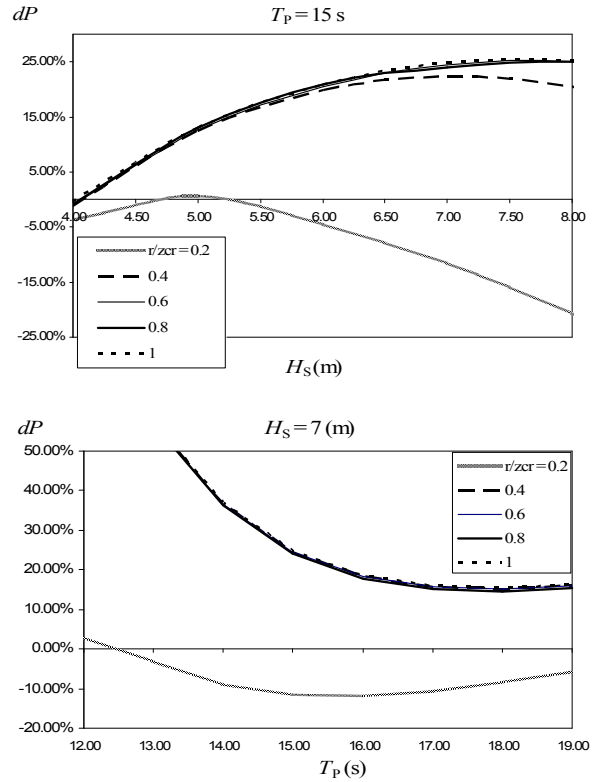 dP
T_P = 15 s
25.00%
15.00%
5.00%
-5.00%
-15.00%
-25.00%
4.00 4.50 5.00 5.50 6.00 6.50 7.00 7.50 8.00
r/zcr = 0.2
0.4
0.6
0.8
1
H_S (m)
dP
H_S = 7 (m)
50.00%
40.00%
30.00%
20.00%
10.00%
0.00%
-10.00%
-20.00%
r/zcr = 0.2
0.4
0.6
0.8
1
12.00 13.00 14.00 15.00 16.00 17.00 18.00 19.00
T_P (s)